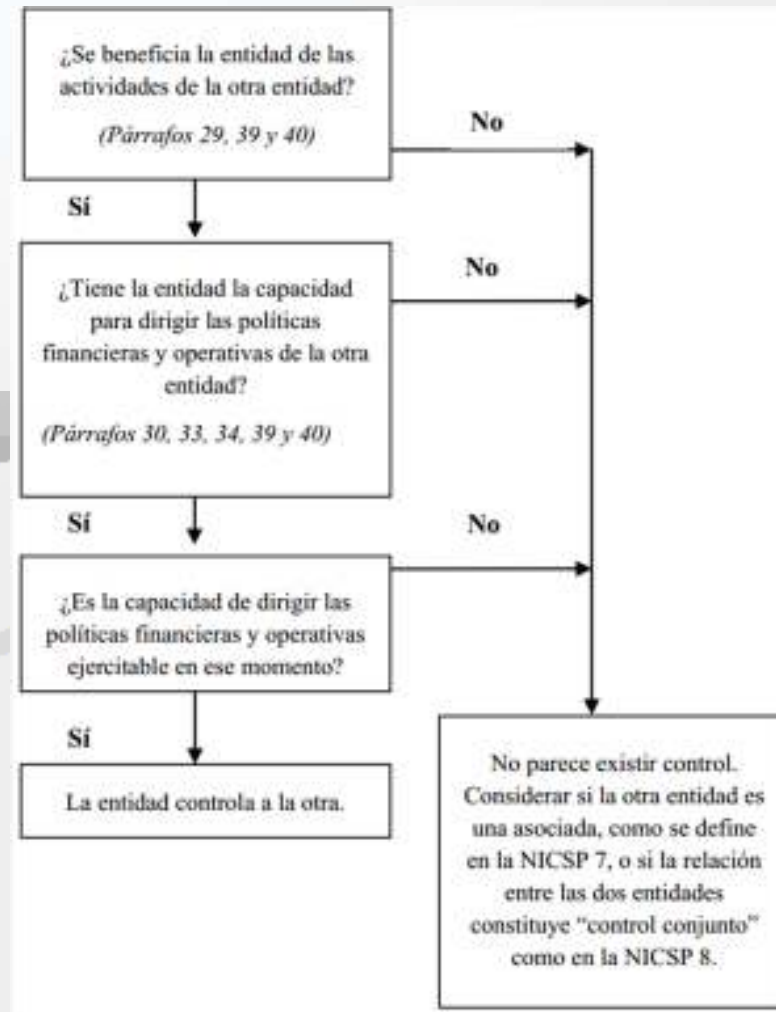 ¿Se beneficia la entidad de las
actividades de la otra entidad?
(Párrafos 29, 39 y 40)
No
Sí
¿Tiene la entidad la capacidad
para dirigir las políticas
financieras y operativas de la otra
entidad?
(Párrafos 30, 33, 34, 39 y 40)
No
Sí
¿Es la capacidad de dirigir las
políticas financieras y operativas
ejercitable en ese momento?
No
Sí
La entidad controla a la otra.
No parece existir control.
Considerar si la otra entidad es
una asociada, como se define
en la NICSP 7, o si la relación
entre las dos entidades
constituye “control conjunto”
como en la NICSP 8.